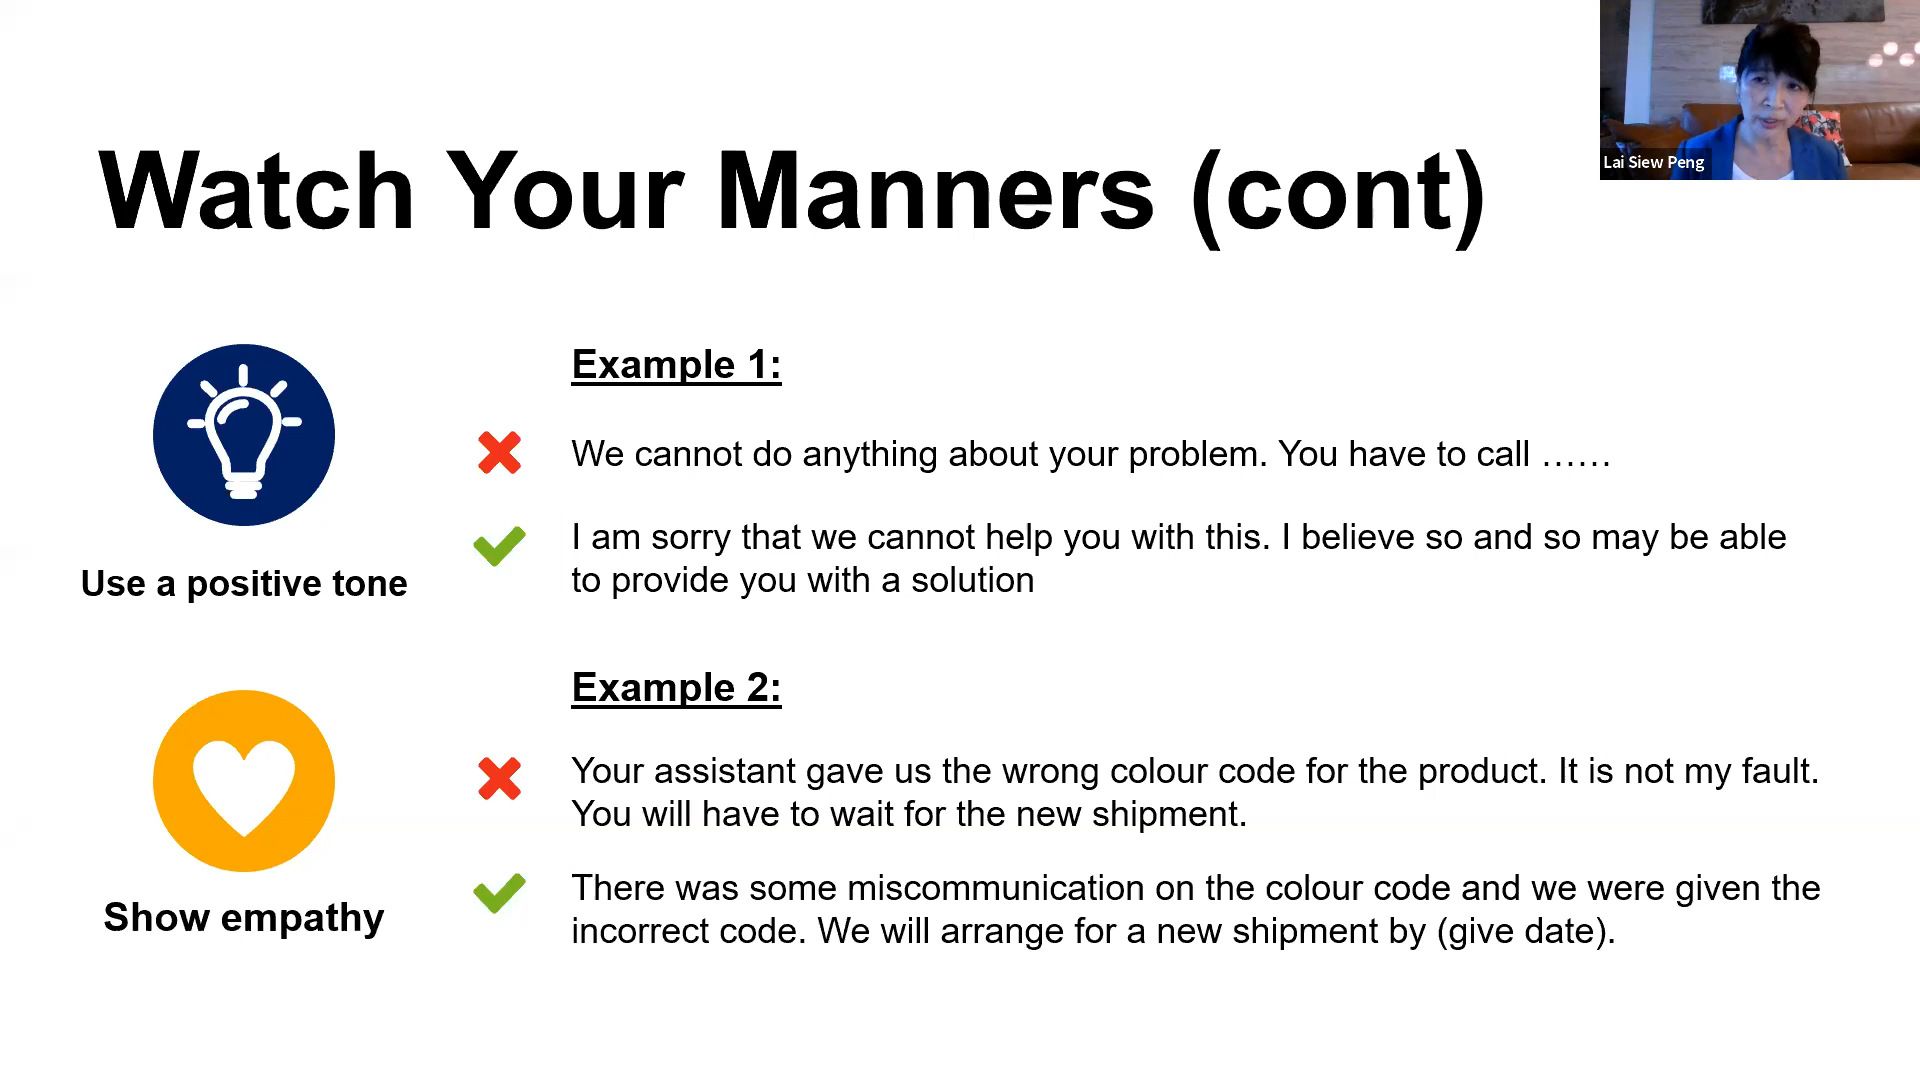 Lai Siew Peng
Watch Your Manners (cont)
Use a positive tone
Example 1:
We cannot do anything about your problem. You have to call ……
I am sorry that we cannot help you with this. I believe so and so may be able
to provide you with a solution
Show empathy
Example 2:
Your assistant gave us the wrong colour code for the product. It is not my fault.
You will have to wait for the new shipment.
There was some miscommunication on the colour code and we were given the
incorrect code. We will arrange for a new shipment by (give date).